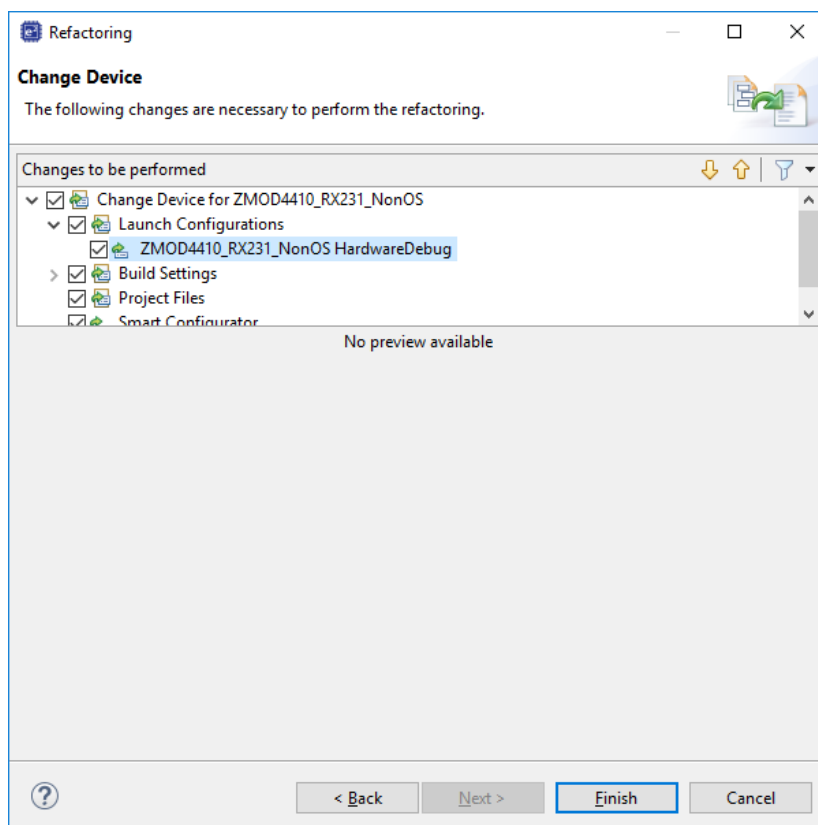 Refactoring
Change Device
The following changes are necessary to perform the refactoring.
Changes to be performed
Change Device for ZMOD4410_RX231_NonOS
Launch Configurations
ZMOD4410_RX231_NonOS HardwareDebug
Build Settings
Project Files
Smart Configurator
No preview available
? < Back Next > Finish Cancel